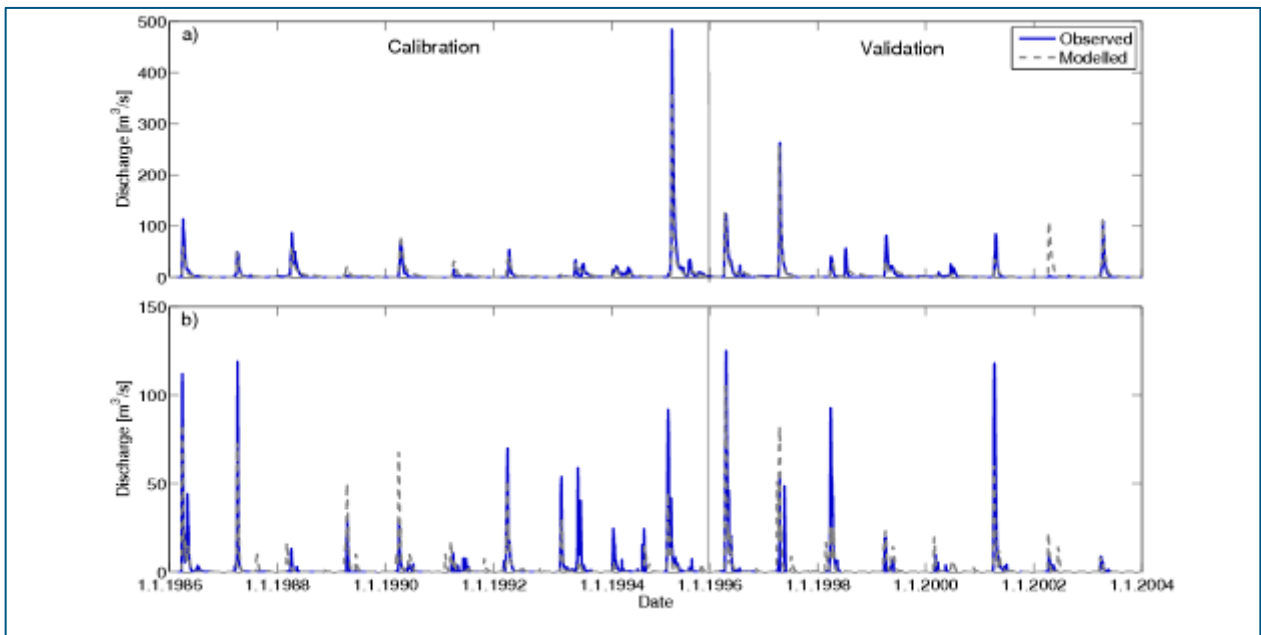 a)
Calibration
Validation
Observed
Modelled
500
400
300
200
100
0
Discharge [m³/s]
b)
150
100
50
0
Discharge [m³/s]
1.1.1986 1.1.1988 1.1.1990 1.1.1992 1.1.1994 1.1.1996 1.1.1998 1.1.2000 1.1.2002 1.1.2004
Date